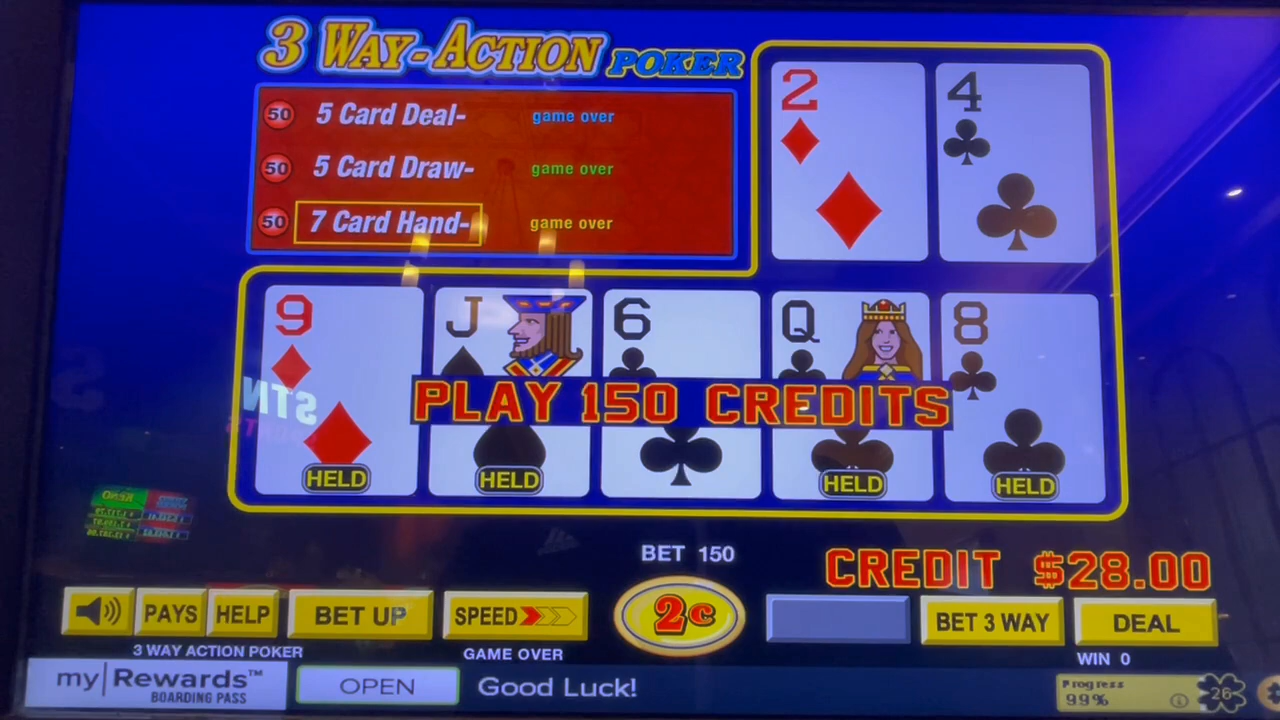 3 WAY-ACTION POKER
50 5 Card Deal- game over
50 5 Card Draw- game over
50 7 Card Hand- game over
2 4
9 J 6 Q 8
PLAY 150 CREDITS
HELD HELD HELD HELD
BET 150
CREDIT $28.00
PAYS HELP BET UP SPEED 2¢ BET 3 WAY DEAL
3 WAY ACTION POKER GAME OVER WIN 0
my|Rewards™
BOARDING PASS
OPEN
Good Luck!
Progress
99%
26